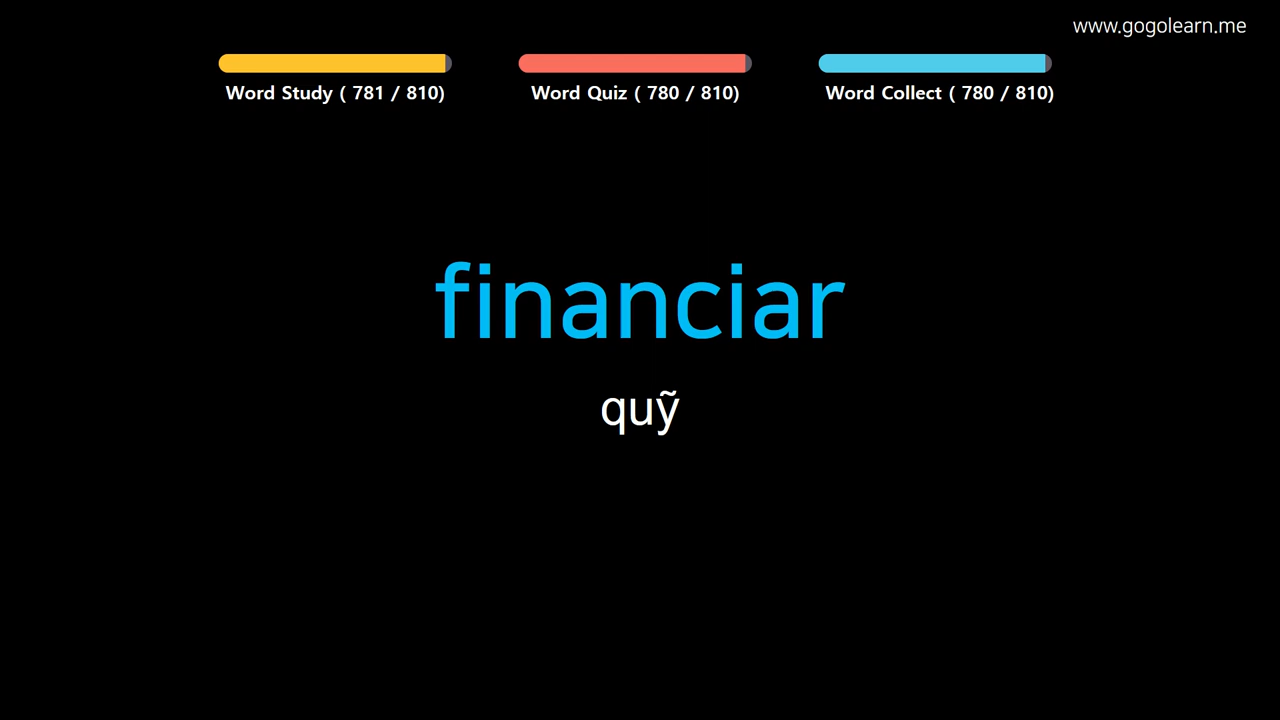 www.gogolearn.me
Word Study ( 781 / 810)
Word Quiz ( 780 / 810)
Word Collect ( 780 / 810)
financiar
quỹ